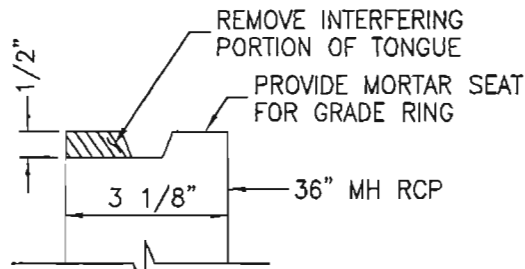 REMOVE INTERFERING
PORTION OF TONGUE
1/2"
PROVIDE MORTAR SEAT
FOR GRADE RING
36" MH RCP
3 1/8"